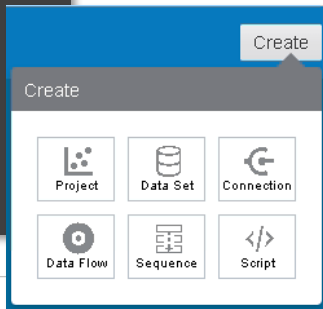 Create
Create
Project
Data Set
Connection
Data Flow
Sequence
Script